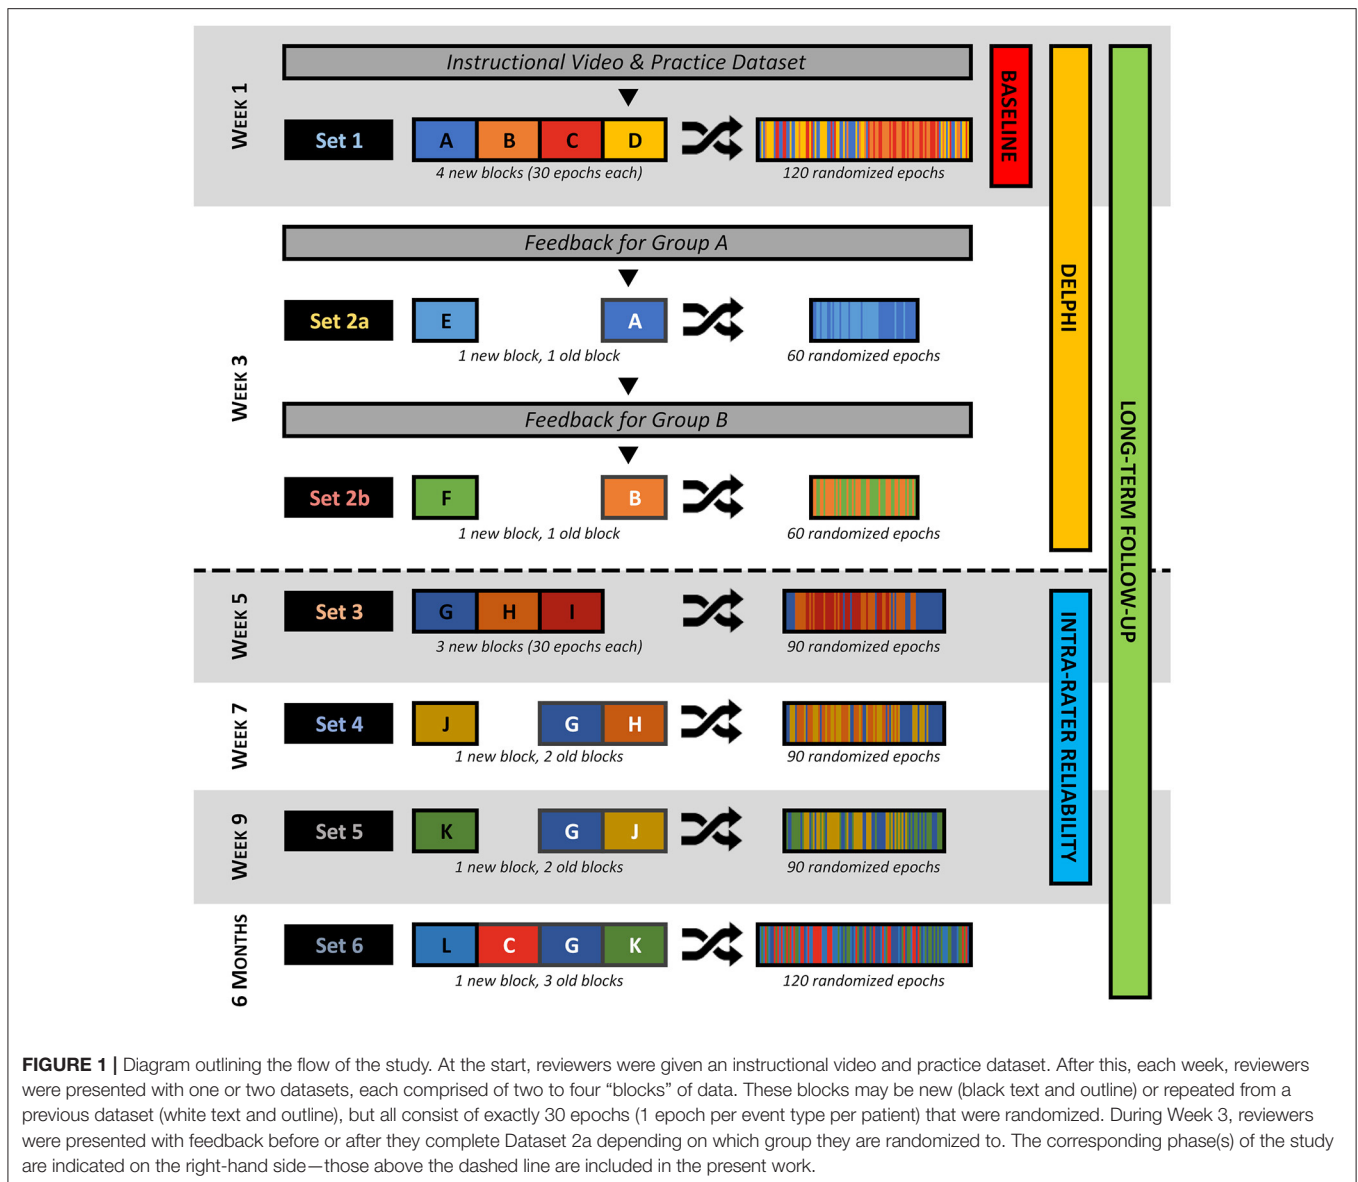 WEEK 1
Instructional Video & Practice Dataset
Set 1
A B C D
4 new blocks (30 epochs each)
120 randomized epochs
BASELINE
DELPHI
LONG-TERM FOLLOW-UP
WEEK 3
Feedback for Group A
Set 2a
E A
1 new block, 1 old block
60 randomized epochs
Feedback for Group B
Set 2b
F B
1 new block, 1 old block
60 randomized epochs
WEEK 5
Set 3
G H I
3 new blocks (30 epochs each)
90 randomized epochs
INTRA-RATER RELIABILITY
WEEK 7
Set 4
J G H
1 new block, 2 old blocks
90 randomized epochs
WEEK 9
Set 5
K G J
1 new block, 2 old blocks
90 randomized epochs
6 MONTHS
Set 6
L C G K
1 new block, 3 old blocks
120 randomized epochs
FIGURE 1 | Diagram outlining the flow of the study. At the start, reviewers were given an instructional video and practice dataset. After this, each week, reviewers
were presented with one or two datasets, each comprised of two to four “blocks” of data. These blocks may be new (black text and outline) or repeated from a
previous dataset (white text and outline), but all consist of exactly 30 epochs (1 epoch per event type per patient) that were randomized. During Week 3, reviewers
were presented with feedback before or after they complete Dataset 2a depending on which group they are randomized to. The corresponding phase(s) of the study
are indicated on the right-hand side—those above the dashed line are included in the present work.